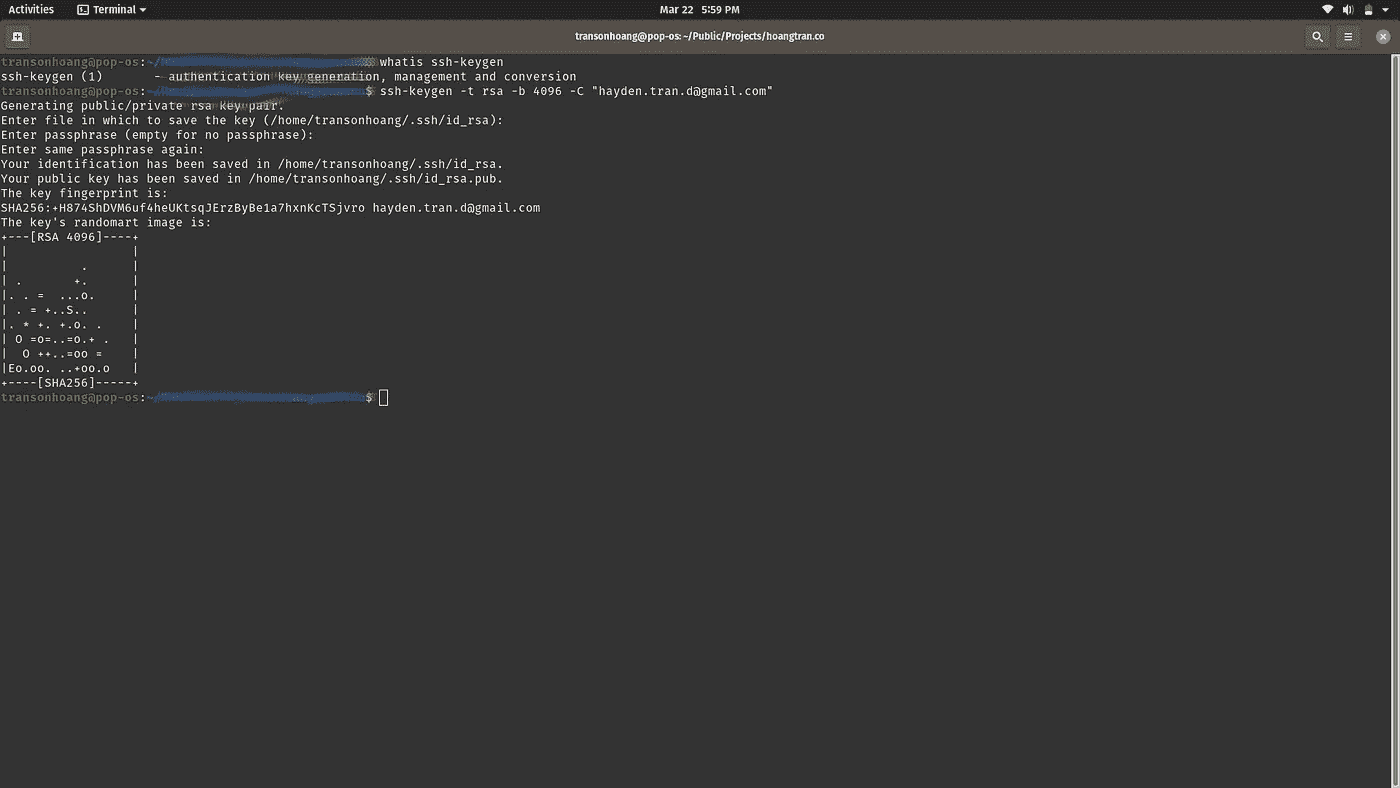 Activities Terminal Mar 22 5:59 PM
transonhoang@pop-os: ~/Public/Projects/hoangtran.co
transonhoang@pop-os:~/ whatis ssh-keygen
ssh-keygen (1) - authentication key generation, management and conversion
transonhoang@pop-os:~ $ ssh-keygen -t rsa -b 4096 -C "hayden.tran.d@gmail.com"
Generating public/private rsa key pair.
Enter file in which to save the key (/home/transonhoang/.ssh/id_rsa):
Enter passphrase (empty for no passphrase):
Enter same passphrase again:
Your identification has been saved in /home/transonhoang/.ssh/id_rsa.
Your public key has been saved in /home/transonhoang/.ssh/id_rsa.pub.
The key fingerprint is:
SHA256:+H874ShDVM6uf4heUKtsqJErzByBe1a7hxnKcTSjvro hayden.tran.d@gmail.com
The key's randomart image is:
+---[RSA 4096]----+
|                 |
|          .      |
| .       +.      |
|. . =  ...o.     |
| . = +..S..      |
|. * +. +.o. .    |
| O =o=..=o.+ .   |
|  O ++..=oo =    |
|Eo.oo. ..+oo.o   |
+----[SHA256]-----+
transonhoang@pop-os:~ $